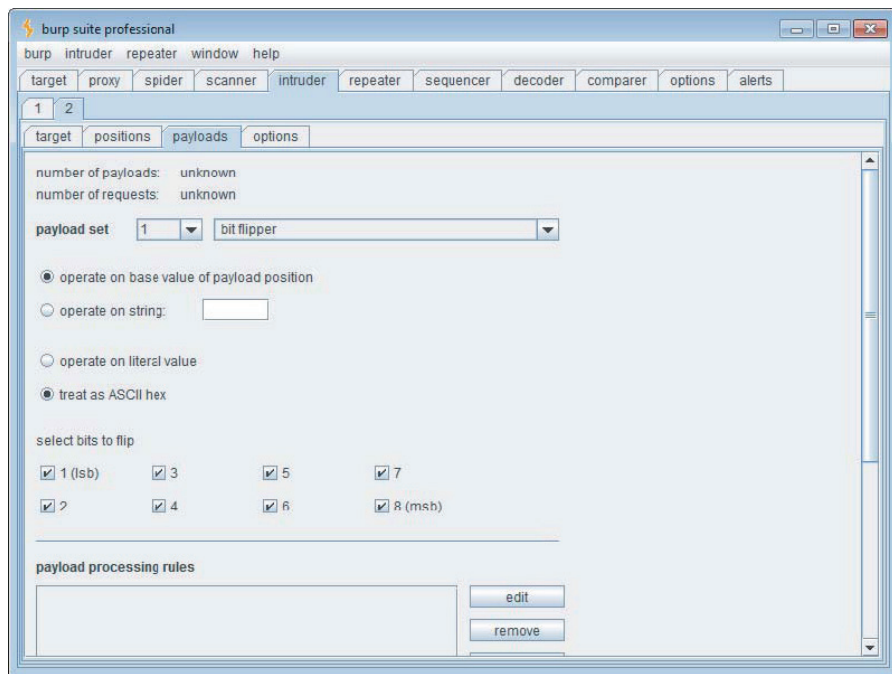 burp suite professional
burp intruder repeater window help
target proxy spider scanner intruder repeater sequencer decoder comparer options alerts
1 2
target positions payloads options
number of payloads: unknown
number of requests: unknown
payload set 1 bit flipper
operate on base value of payload position
operate on string:
operate on literal value
treat as ASCII hex
select bits to flip
1 (lsb) 3 5 7
2 4 6 8 (msb)
payload processing rules
edit
remove